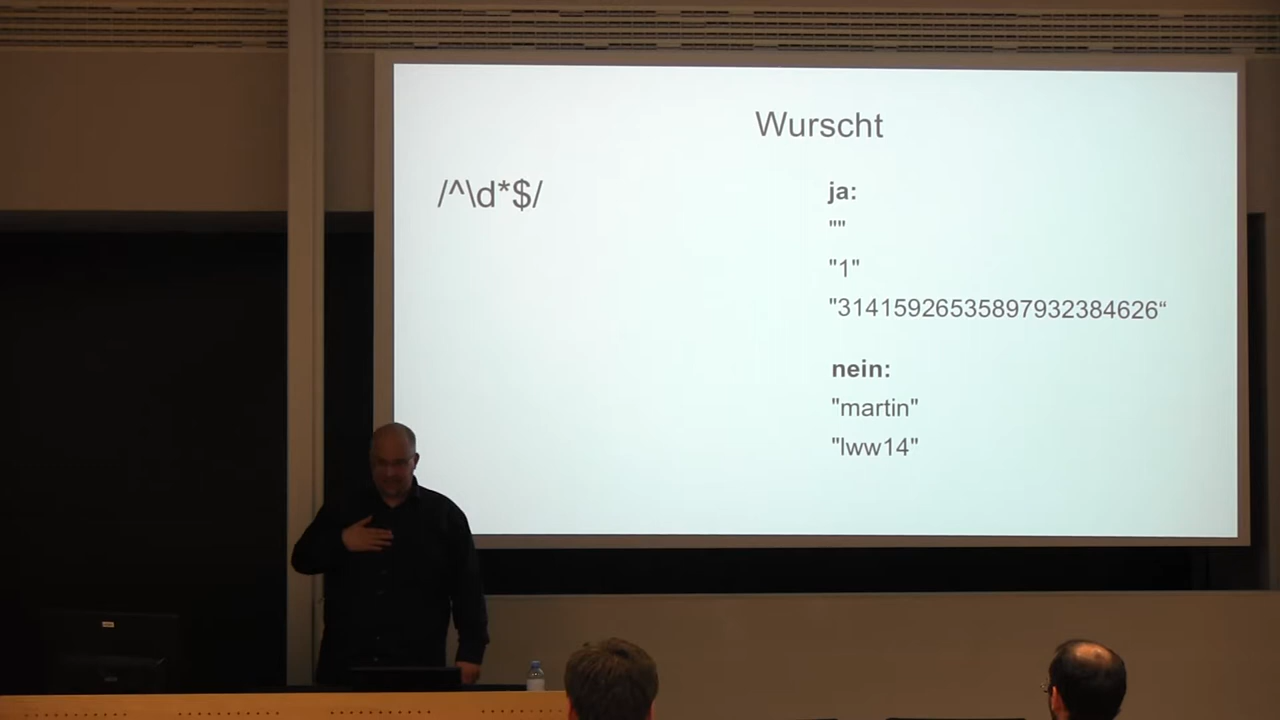 Wurscht
/^\d*$/
ja:
""
"1"
"31415926535897932384626“
nein:
"martin"
"lww14"